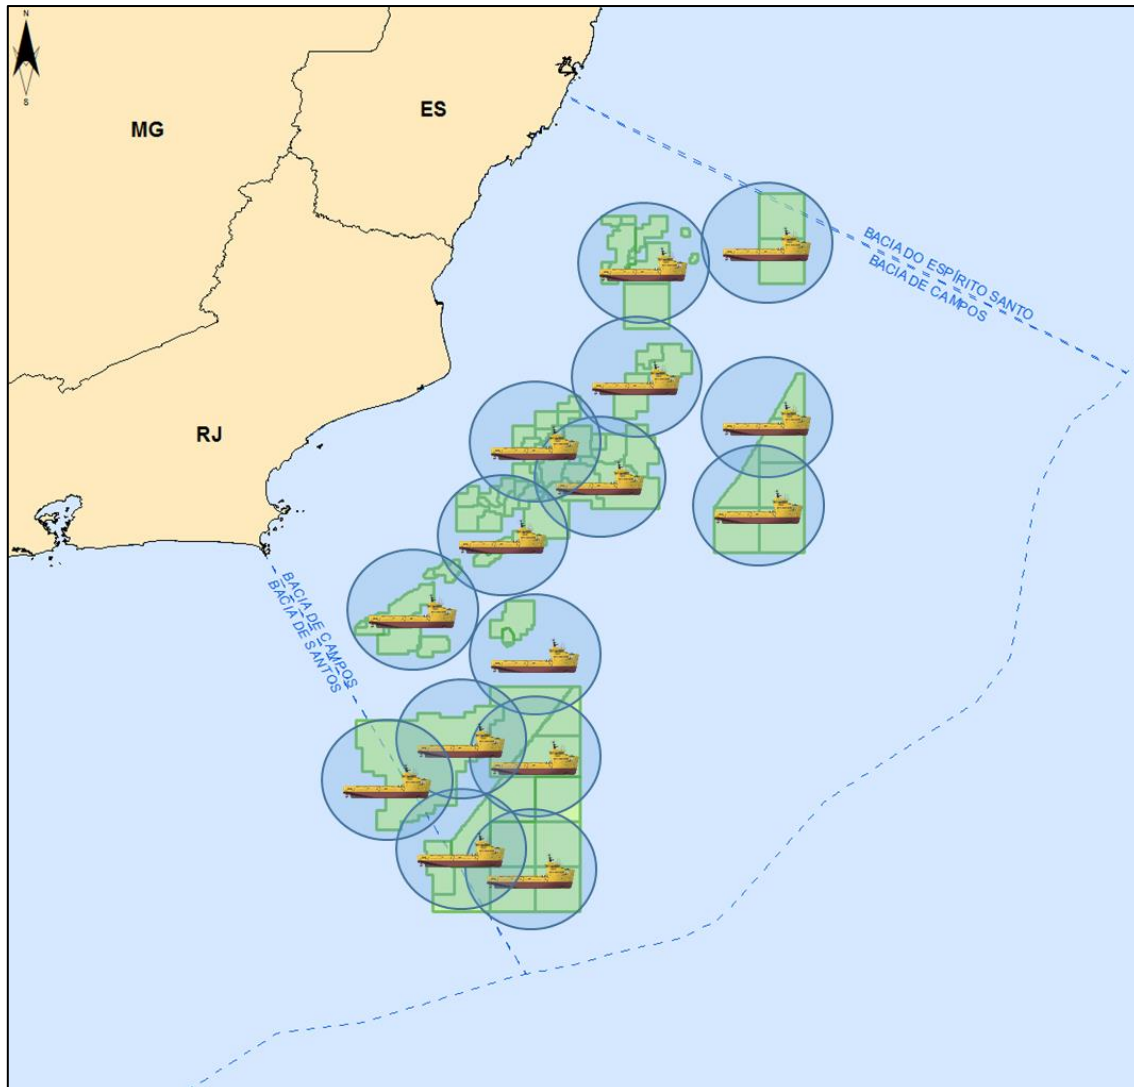 N
S
MG
ES
RJ
BACIA DO ESPÍRITO SANTO
BACIA DE CAMPOS
BACIA DE CAMPOS
BACIA DE SANTOS